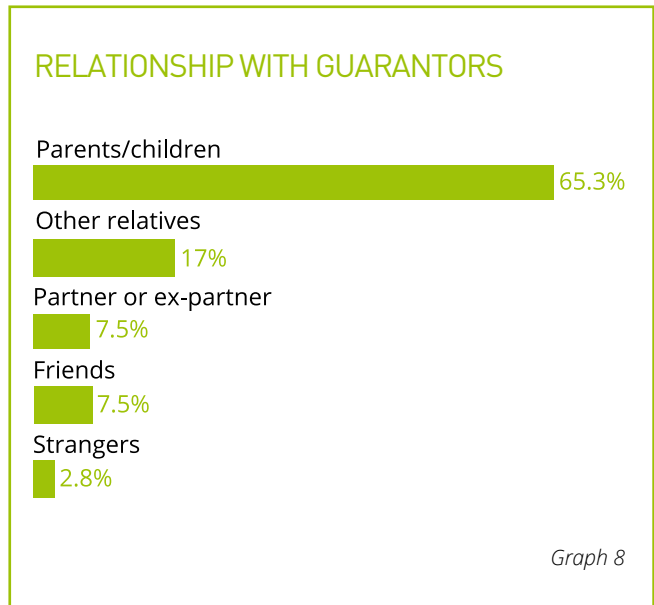 RELATIONSHIP WITH GUARANTORS
Parents/children
65.3%
Other relatives
17%
Partner or ex-partner
7.5%
Friends
7.5%
Strangers
2.8%
Graph 8